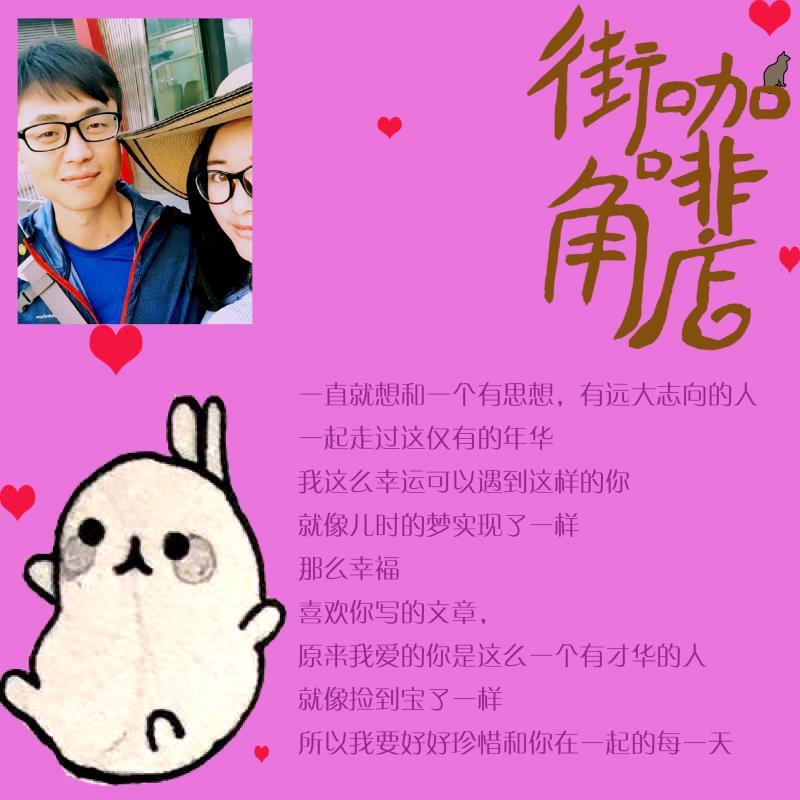 街角
咖啡店
一直就想和一个有思想，有远大志向的人
一起走过这仅有的年华
我这么幸运可以遇到这样的你
就像儿时的梦实现了一样
那么幸福
喜欢你写的文章，
原来我爱的你是这么一个有才华的人
就像捡到宝了一样
所以我要好好珍惜和你在一起的每一天